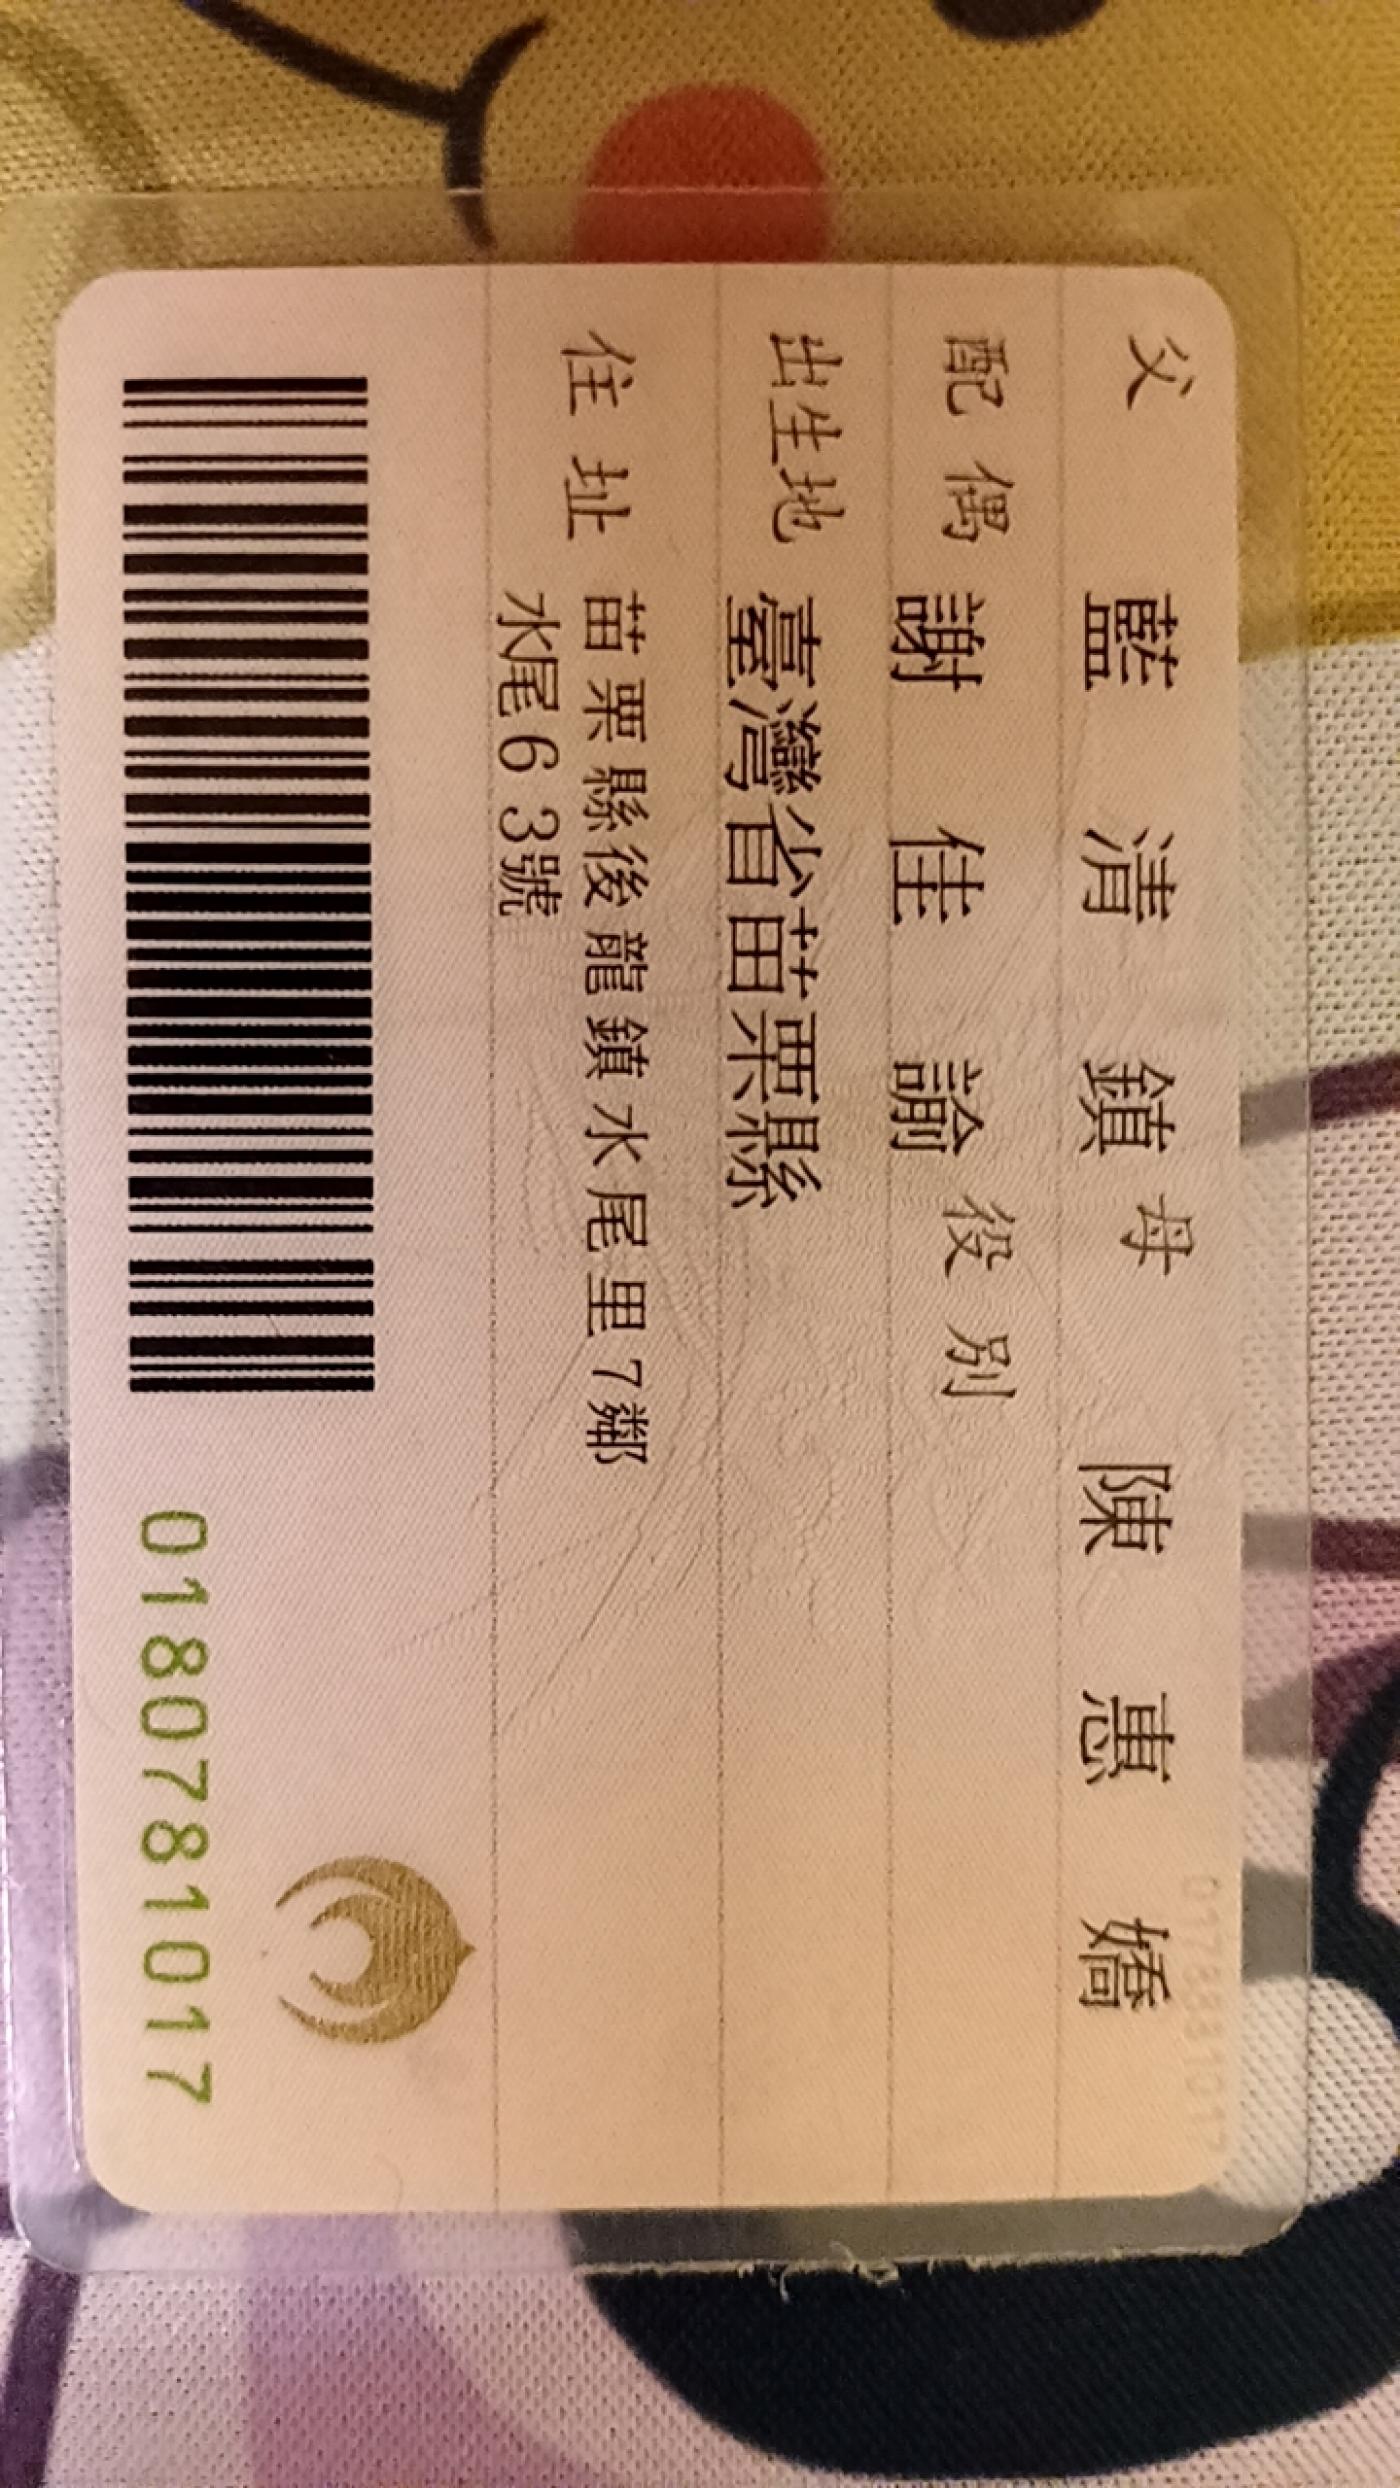 父 藍清鎮 母 陳惠嬌
配偶 謝佳諭 役別
出生地 臺灣省苗栗縣
住址 苗栗縣後龍鎮水尾里7鄰
水尾63號
0180781017